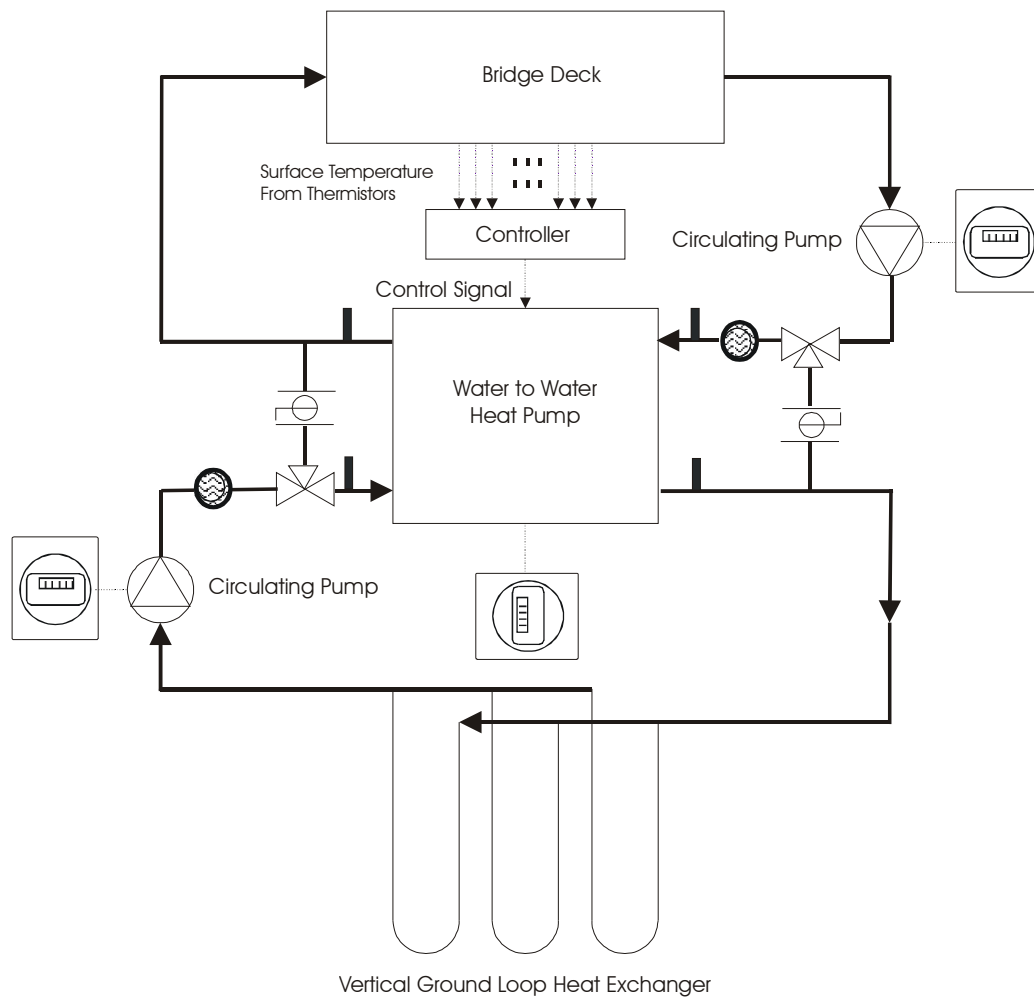 Bridge Deck
Surface Temperature
From Thermistors
Controller
Circulating Pump
Control Signal
Water to Water
Heat Pump
Circulating Pump
Vertical Ground Loop Heat Exchanger